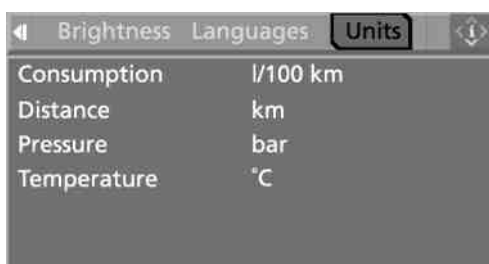 Brightness Languages Units
Consumption l/100 km
Distance km
Pressure bar
Temperature °C